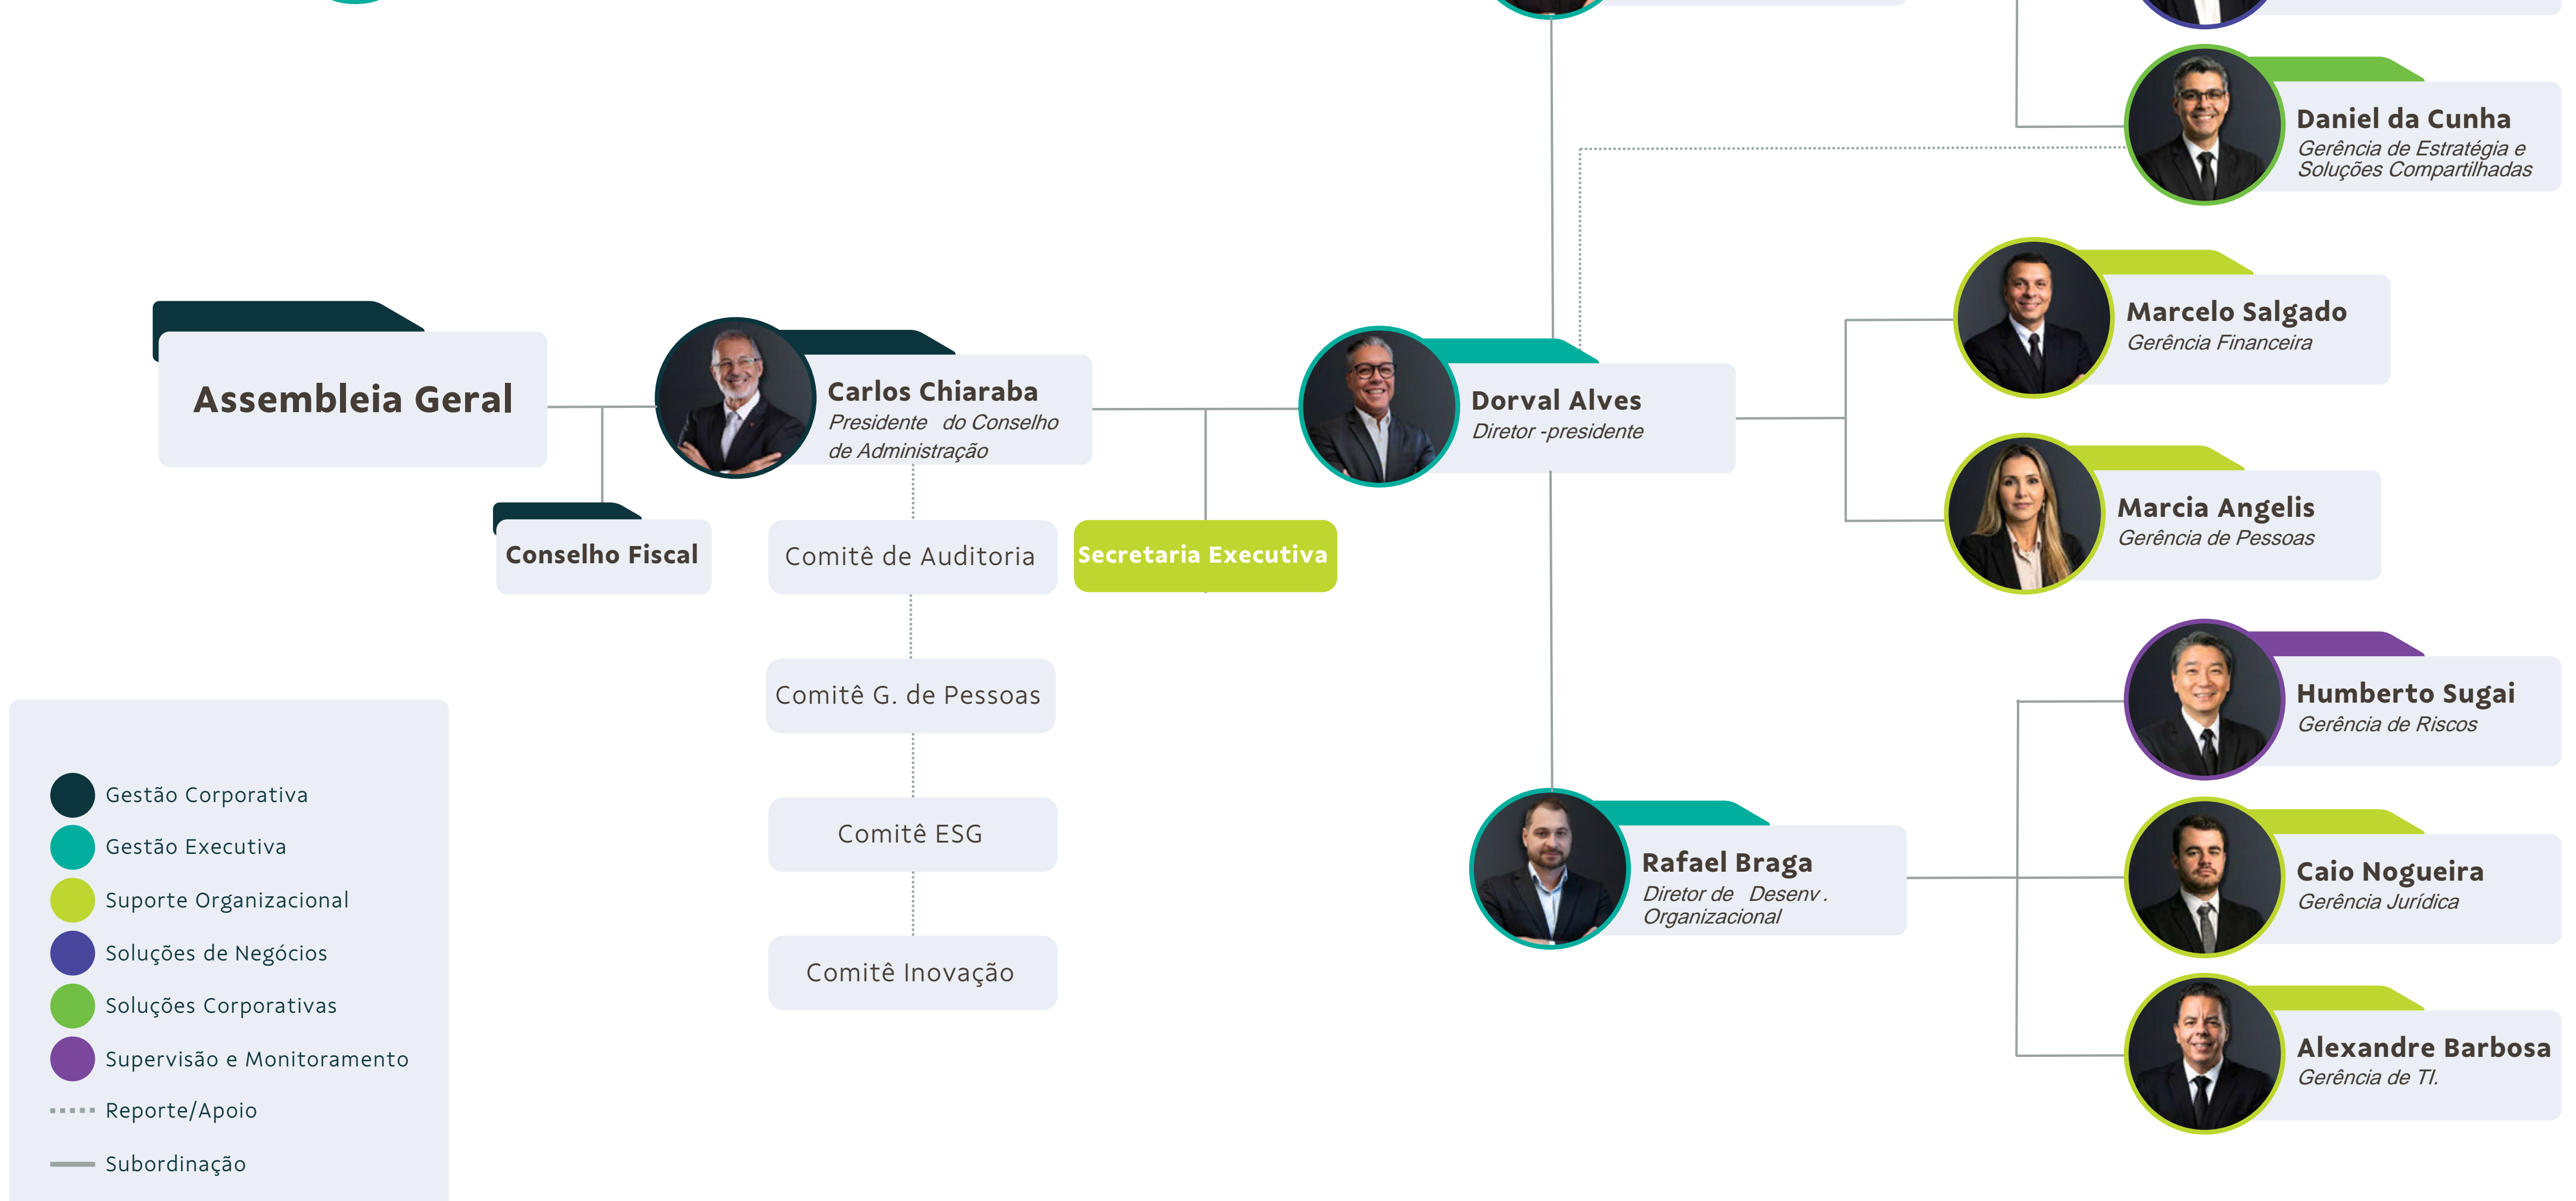 Daniel da Cunha
Gerência de Estratégia e
Soluções Compartilhadas
Marcelo Salgado
Gerência Financeira
Assembleia Geral
Carlos Chiaraba
Presidente do Conselho
de Administração
Dorval Alves
Diretor -presidente
Marcia Angelis
Gerência de Pessoas
Conselho Fiscal
Comitê de Auditoria
Secretaria Executiva
Comitê G. de Pessoas
Comitê ESG
Comitê Inovação
Humberto Sugai
Gerência de Riscos
Rafael Braga
Diretor de Desenv .
Organizacional
Caio Nogueira
Gerência Jurídica
Alexandre Barbosa
Gerência de TI.
Gestão Corporativa
Gestão Executiva
Suporte Organizacional
Soluções de Negócios
Soluções Corporativas
Supervisão e Monitoramento
Reporte/Apoio
Subordinação